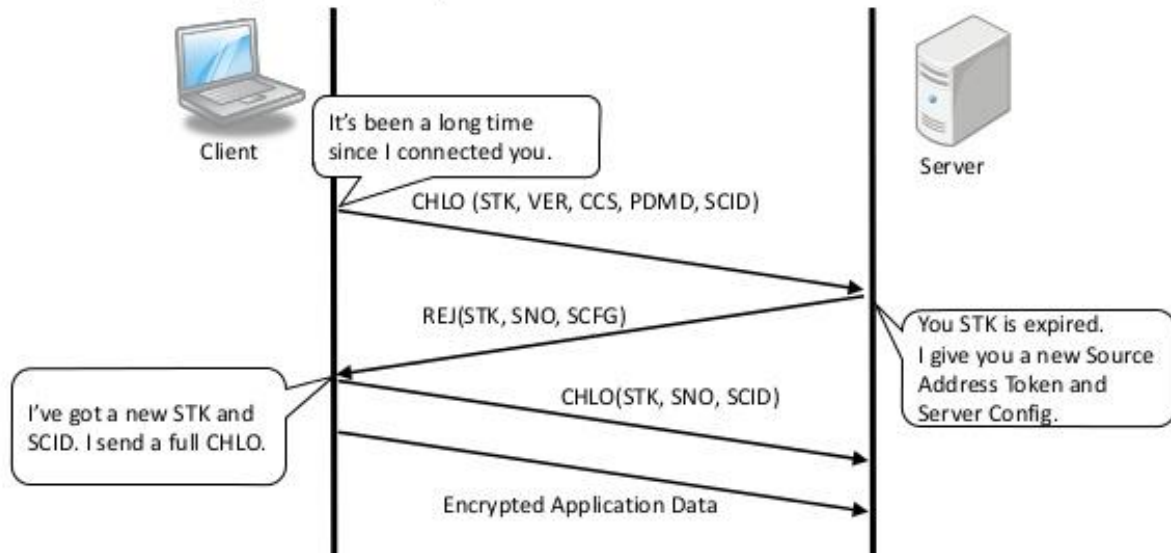 Client
Server
It's been a long time
since I connected you.
CHLO (STK, VER, CCS, PDMD, SCID)
REJ(STK, SNO, SCFG)
You STK is expired.
I give you a new Source
Address Token and
Server Config.
I've got a new STK and
SCID. I send a full CHLO.
CHLO(STK, SNO, SCID)
Encrypted Application Data